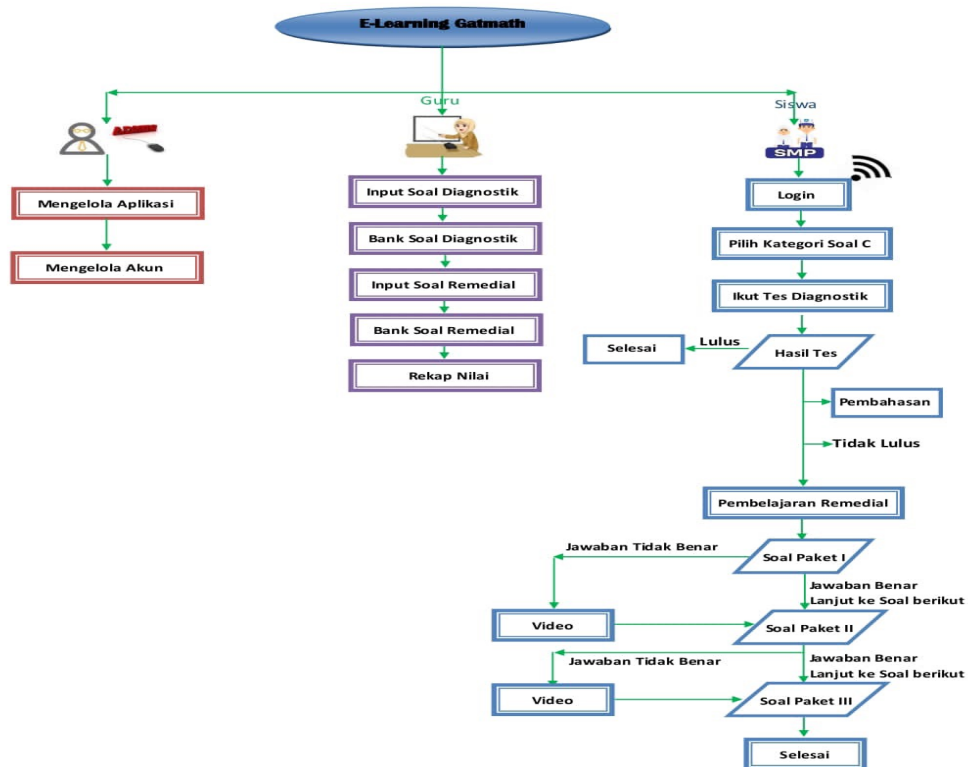 E-Learning Gatmath
Guru
Siswa
ADMIN
SMP
Mengelola Aplikasi
Mengelola Akun
Input Soal Diagnostik
Bank Soal Diagnostik
Input Soal Remedial
Bank Soal Remedial
Rekap Nilai
Login
Pilih Kategori Soal C
Ikut Tes Diagnostik
Hasil Tes
Lulus
Selesai
Pembahasan
Tidak Lulus
Pembelajaran Remedial
Soal Paket I
Jawaban Tidak Benar
Jawaban Benar
Lanjut ke Soal berikut
Video
Soal Paket II
Jawaban Tidak Benar
Jawaban Benar
Lanjut ke Soal berikut
Video
Soal Paket III
Selesai